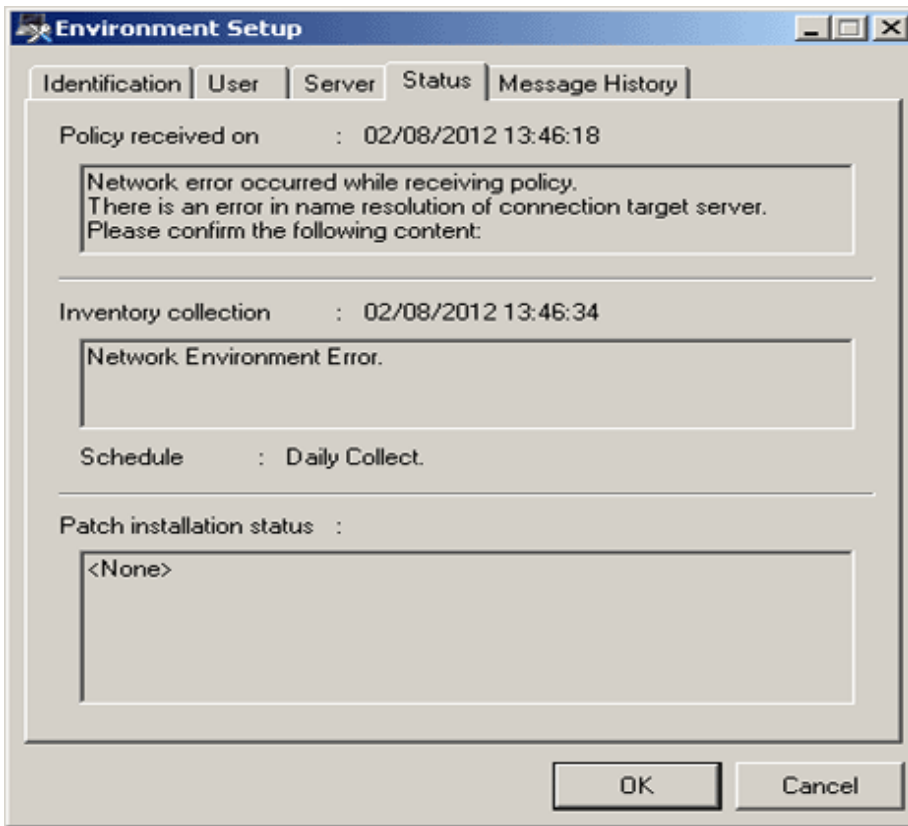 Environment Setup
Identification User Server Status Message History
Policy received on : 02/08/2012 13:46:18
Network error occurred while receiving policy.
There is an error in name resolution of connection target server.
Please confirm the following content:
Inventory collection : 02/08/2012 13:46:34
Network Environment Error.
Schedule : Daily Collect.
Patch installation status :
<None>
OK Cancel